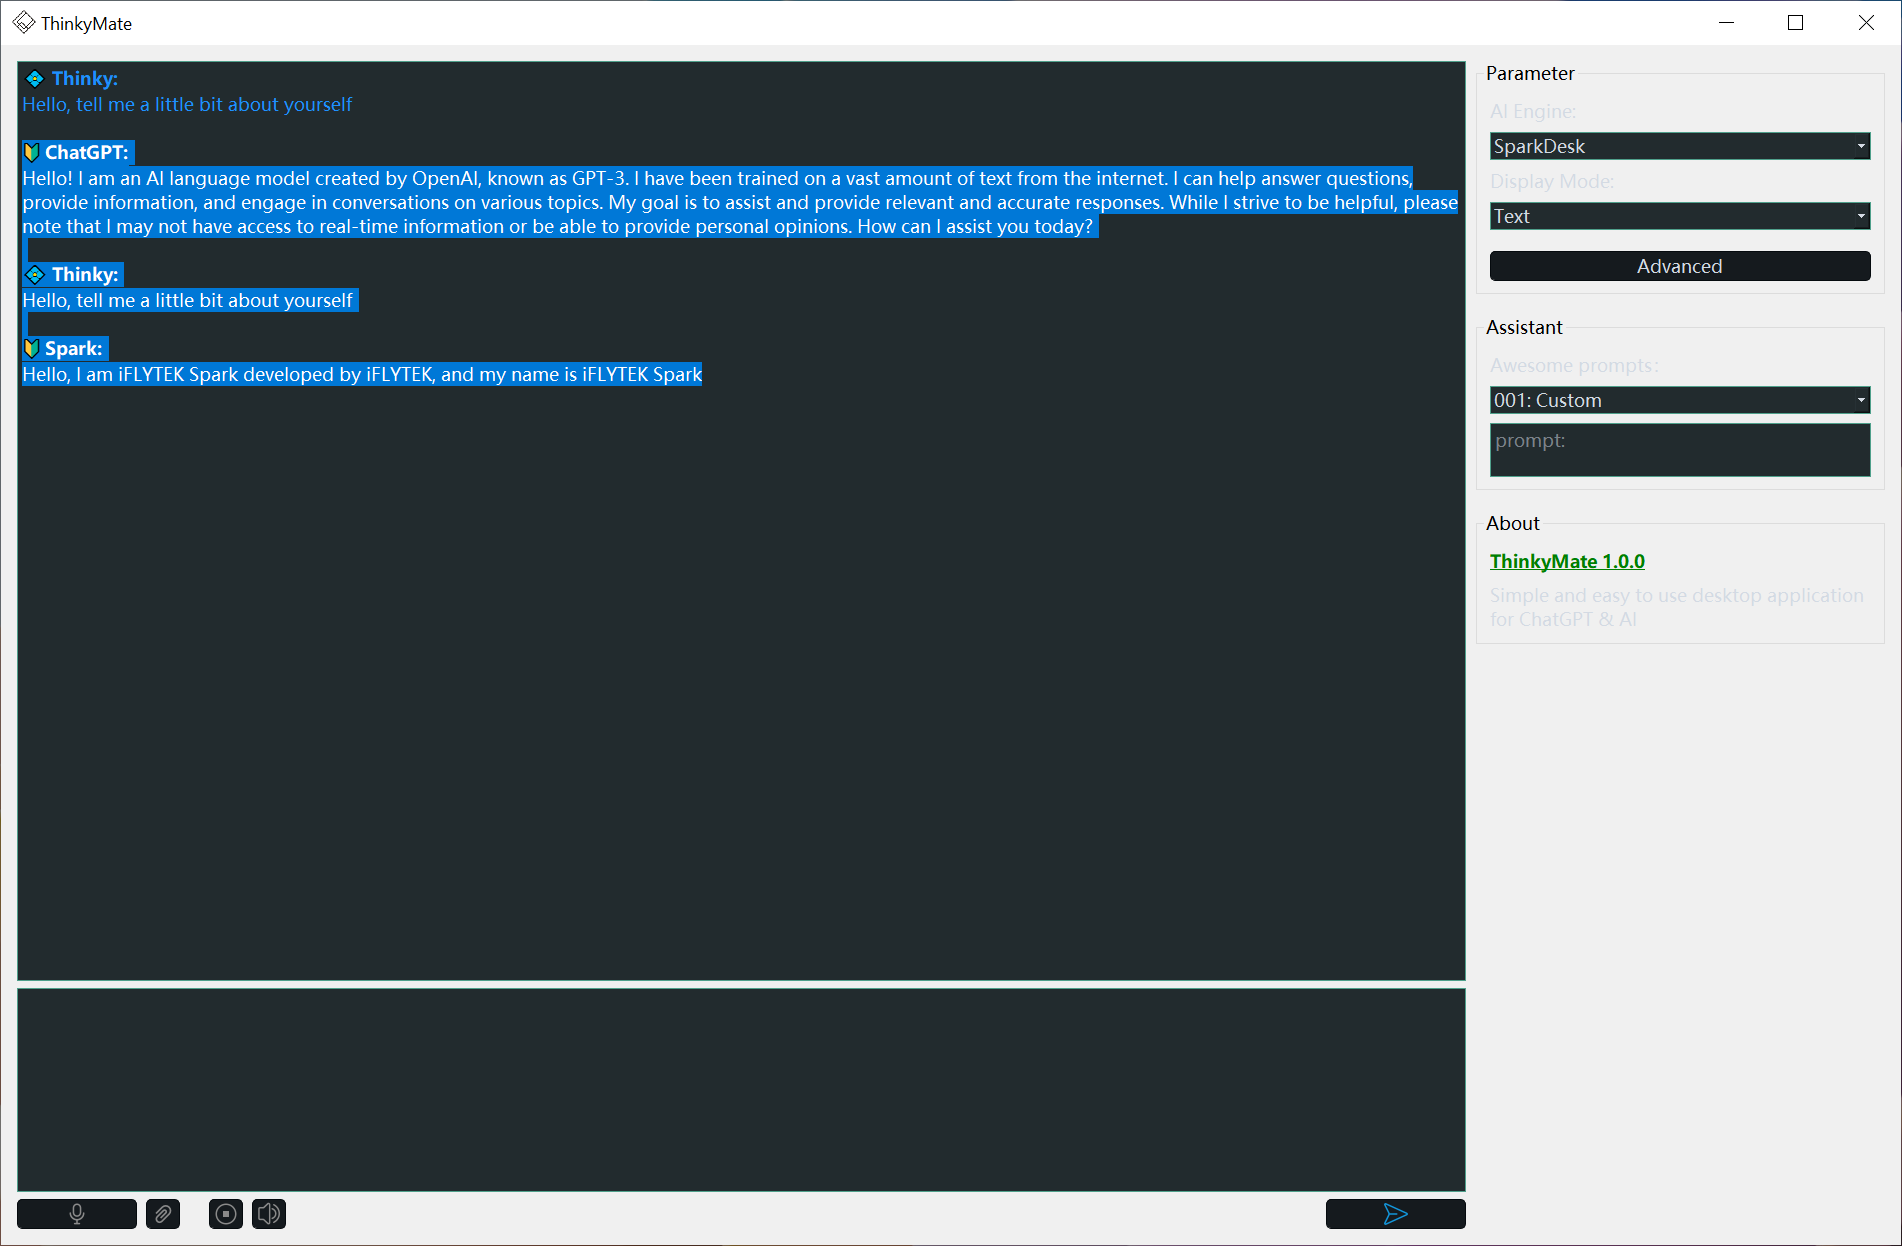 ThinkyMate
Thinky:
Hello, tell me a little bit about yourself
ChatGPT:
Hello! I am an AI language model created by OpenAI, known as GPT-3. I have been trained on a vast amount of text from the internet. I can help answer questions,
provide information, and engage in conversations on various topics. My goal is to assist and provide relevant and accurate responses. While I strive to be helpful, please
note that I may not have access to real-time information or be able to provide personal opinions. How can I assist you today?
Thinky:
Hello, tell me a little bit about yourself
Spark:
Hello, I am iFLYTEK Spark developed by iFLYTEK, and my name is iFLYTEK Spark
Parameter
AI Engine:
SparkDesk
Display Mode:
Text
Advanced
Assistant
Awesome prompts:
001: Custom
prompt:
About
ThinkyMate 1.0.0
Simple and easy to use desktop application
for ChatGPT & AI